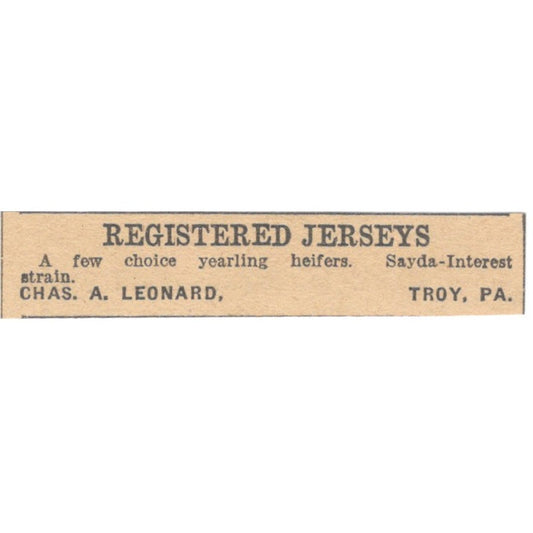 REGISTERED JERSEYS
A few choice yearling heifers. Sayda-Interest
strain.
CHAS. A. LEONARD, TROY, PA.